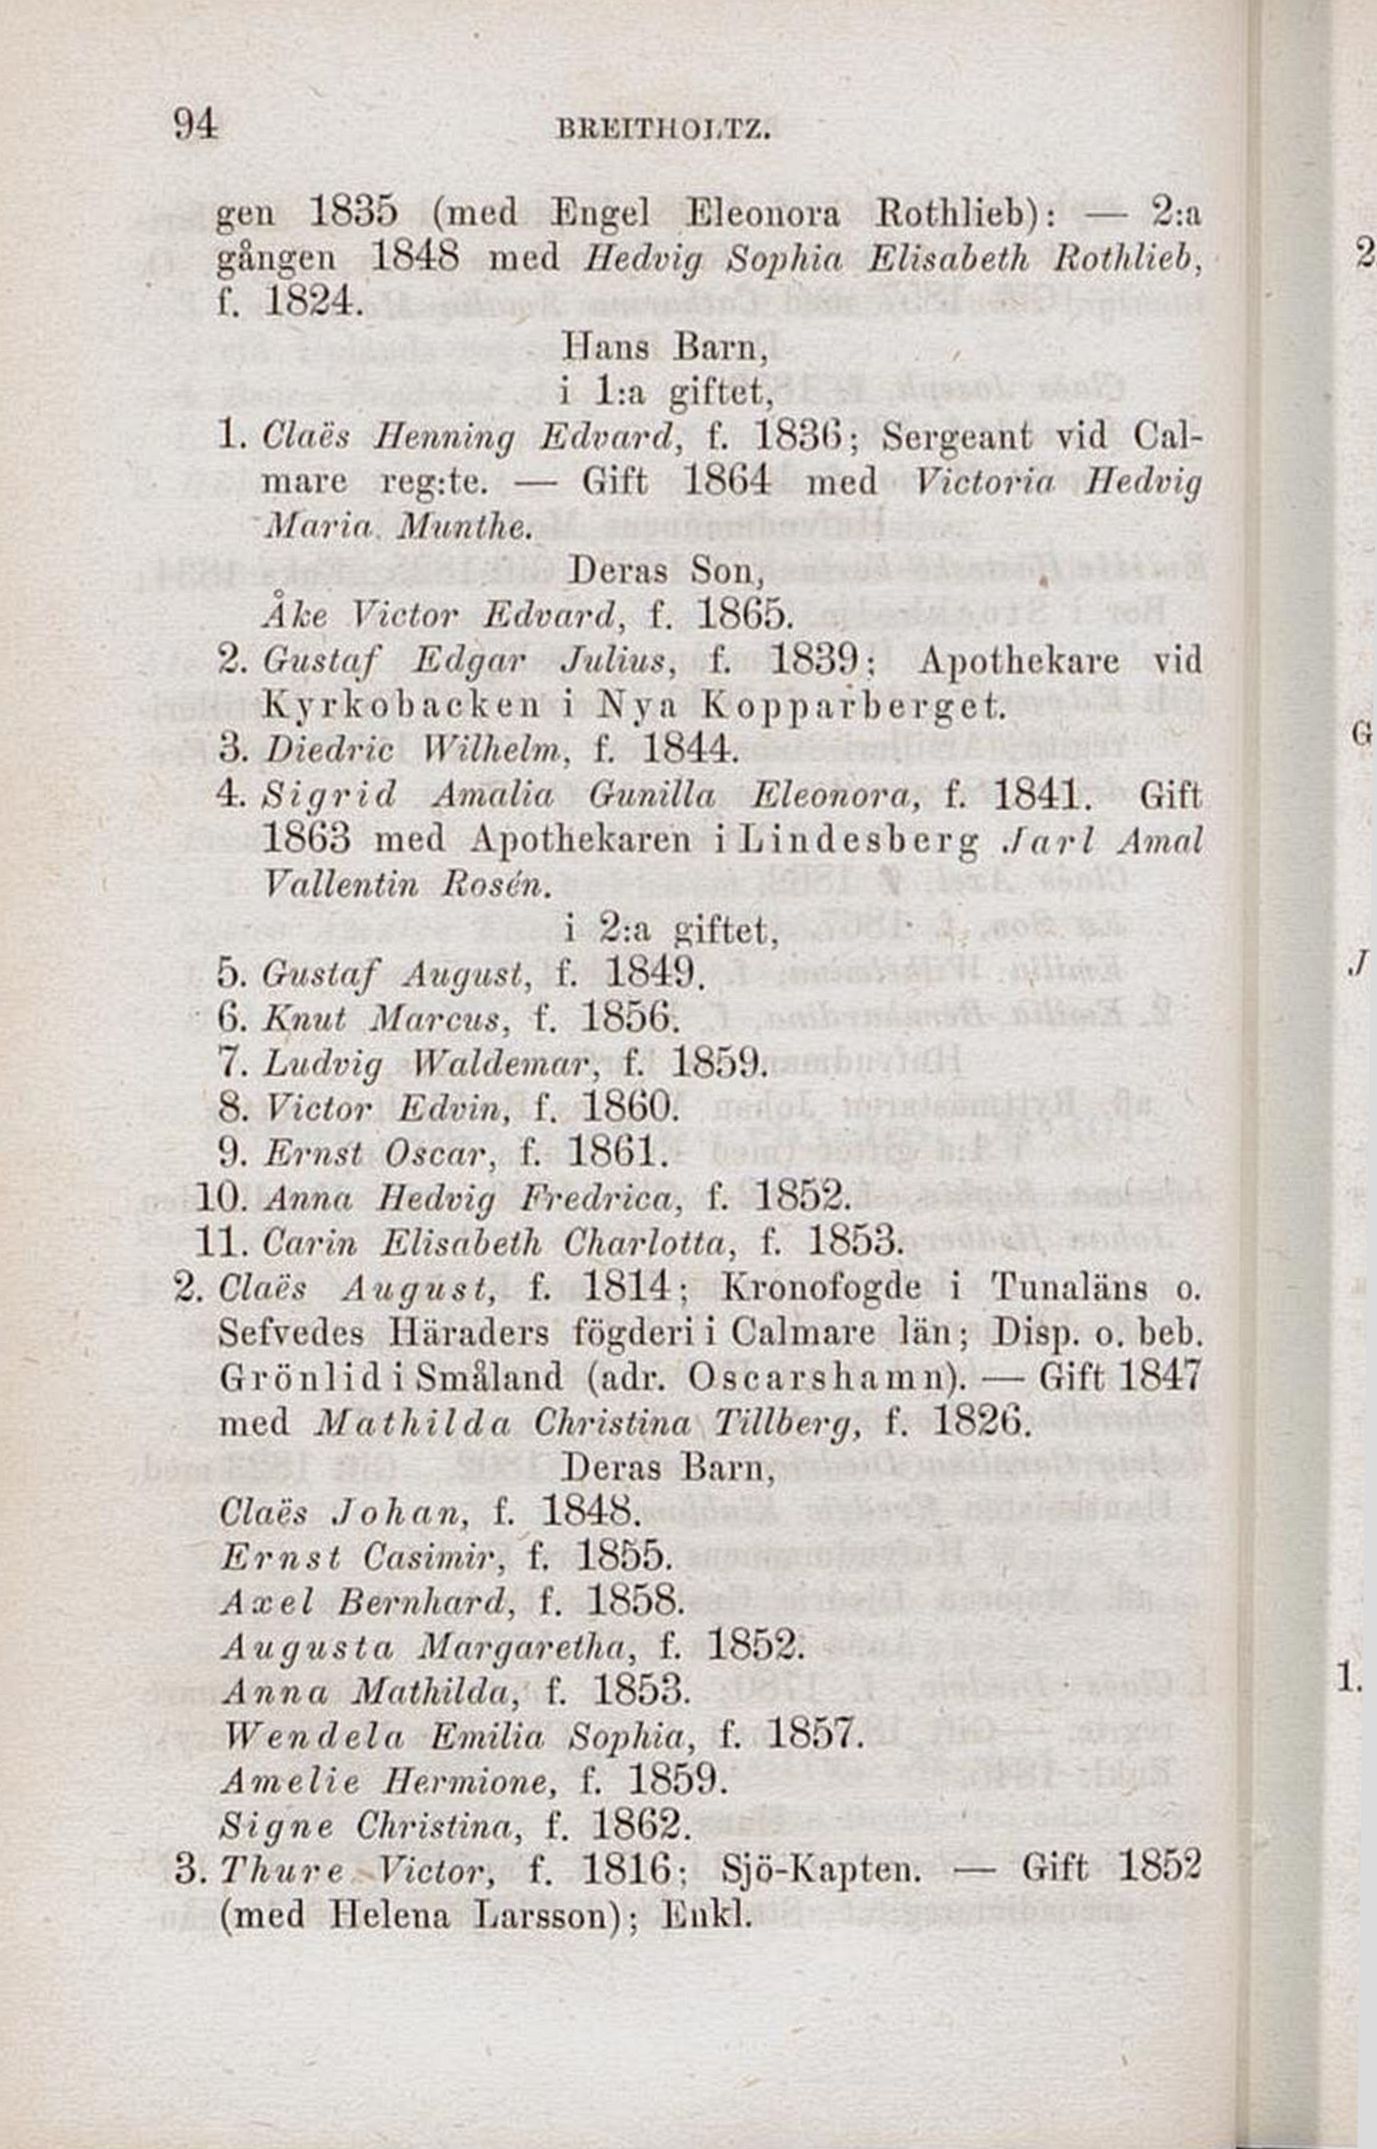 94 BREITHOLTZ.
gen 1835 (med Engel Eleonora Rothlieb): — 2:a
gången 1848 med Hedvig Sophia Elisabeth Rothlieb,
f. 1824.
Hans Barn,
i 1:a giftet,
1. Claës Henning Edvard, f. 1836; Sergeant vid Cal-
mare reg:te. — Gift 1864 med Victoria Hedvig
Maria Munthe.
Deras Son,
Åke Victor Edvard, f. 1865.
2. Gustaf Edgar Julius, f. 1839; Apothekare vid
Kyrkobacken i Nya Kopparberget.
3. Diedric Wilhelm, f. 1844.
4. Sigrid Amalia Gunilla Eleonora, f. 1841. Gift
1863 med Apothekaren i Lindesberg Jarl Amal
Vallentin Rosén.
i 2:a giftet,
5. Gustaf August, f. 1849.
6. Knut Marcus, f. 1856.
7. Ludvig Waldemar, f. 1859.
8. Victor Edvin, f. 1860.
9. Ernst Oscar, f. 1861.
10. Anna Hedvig Fredrica, f. 1852.
11. Carin Elisabeth Charlotta, f. 1853.
2. Claës August, f. 1814; Kronofogde i Tunaläns o.
Sefvedes Häraders fögderi i Calmare län; Disp. o. beb.
Grönlid i Småland (adr. Oscarshamn). — Gift 1847
med Mathilda Christina Tillberg, f. 1826.
Deras Barn,
Claës Johan, f. 1848.
Ernst Casimir, f. 1855.
Axel Bernhard, f. 1858.
Augusta Margaretha, f. 1852.
Anna Mathilda, f. 1853.
Wendela Emilia Sophia, f. 1857.
Amelie Hermione, f. 1859.
Signe Christina, f. 1862.
3. Thure Victor, f. 1816; Sjö-Kapten. — Gift 1852
(med Helena Larsson); Enkl.
2
G
J
1.